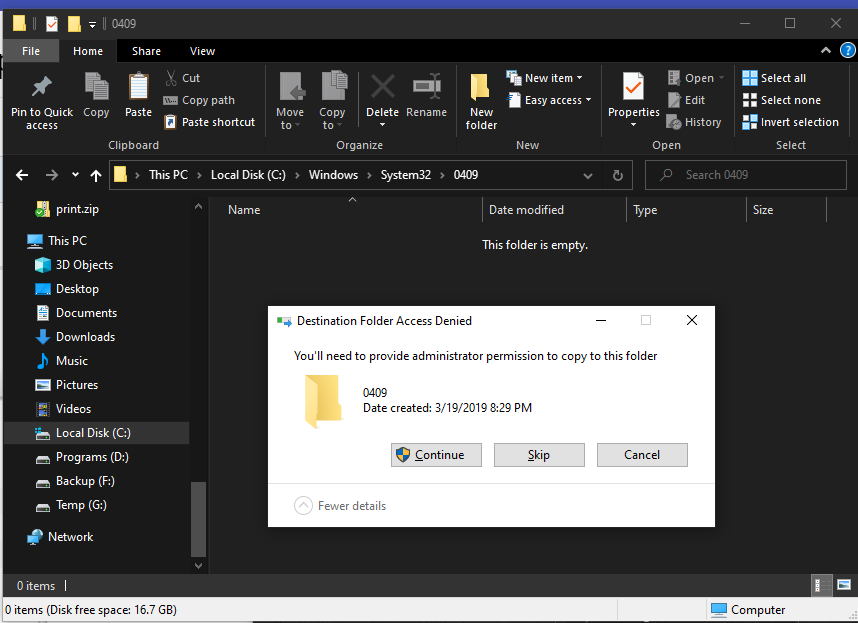 0409
File Home Share View
Pin to Quick access
Copy
Paste
Cut
Copy path
Paste shortcut
Clipboard
Move to
Copy to
Delete
Rename
Organize
New folder
New item
Easy access
New
Properties
Open
Edit
History
Open
Select all
Select none
Invert selection
Select
This PC > Local Disk (C:) > Windows > System32 > 0409
Search 0409
print.zip
This PC
3D Objects
Desktop
Documents
Downloads
Music
Pictures
Videos
Local Disk (C:)
Programs (D:)
Backup (F:)
Temp (G:)
Network
Name Date modified Type Size
This folder is empty.
Destination Folder Access Denied
You'll need to provide administrator permission to copy to this folder
0409
Date created: 3/19/2019 8:29 PM
Continue Skip Cancel
Fewer details
0 items
0 items (Disk free space: 16.7 GB) Computer